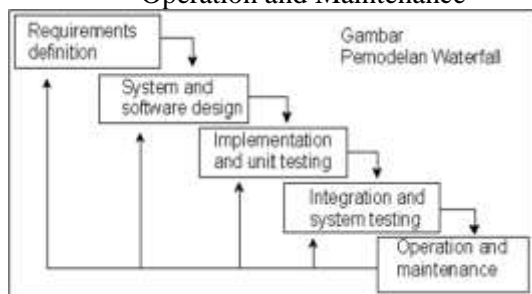 Operation and Maintenance
Requirements
definition
Gambar
Pemodelan Waterfall
System and
software design
Implementation
and unit testing
Integration and
system testing
Operation and
maintenance